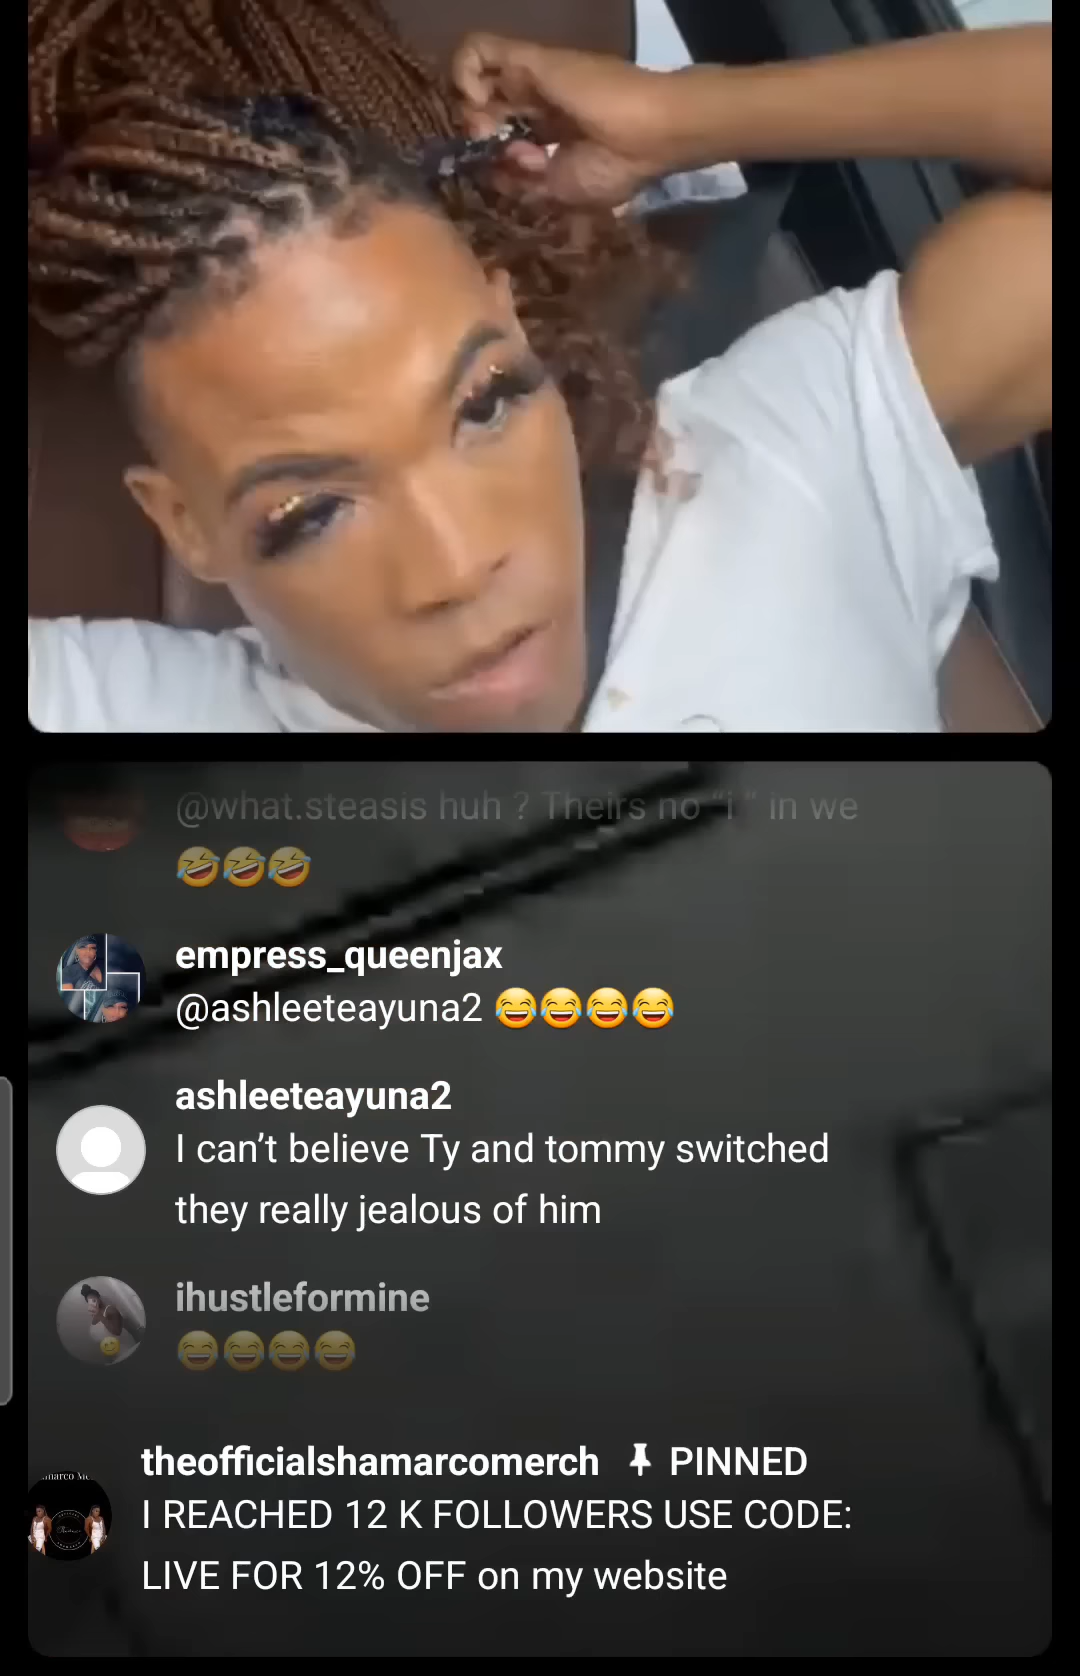 @what.steasis huh ? Theirs no “i “ in we
🤣🤣🤣
empress_queenjax
@ashleeteayuna2 😂😂😂😂
ashleeteayuna2
I can’t believe Ty and tommy switched
they really jealous of him
ihustleformine
😂😂😂😂
theofficialshamarcomerch 📌 PINNED
I REACHED 12 K FOLLOWERS USE CODE:
LIVE FOR 12% OFF on my website